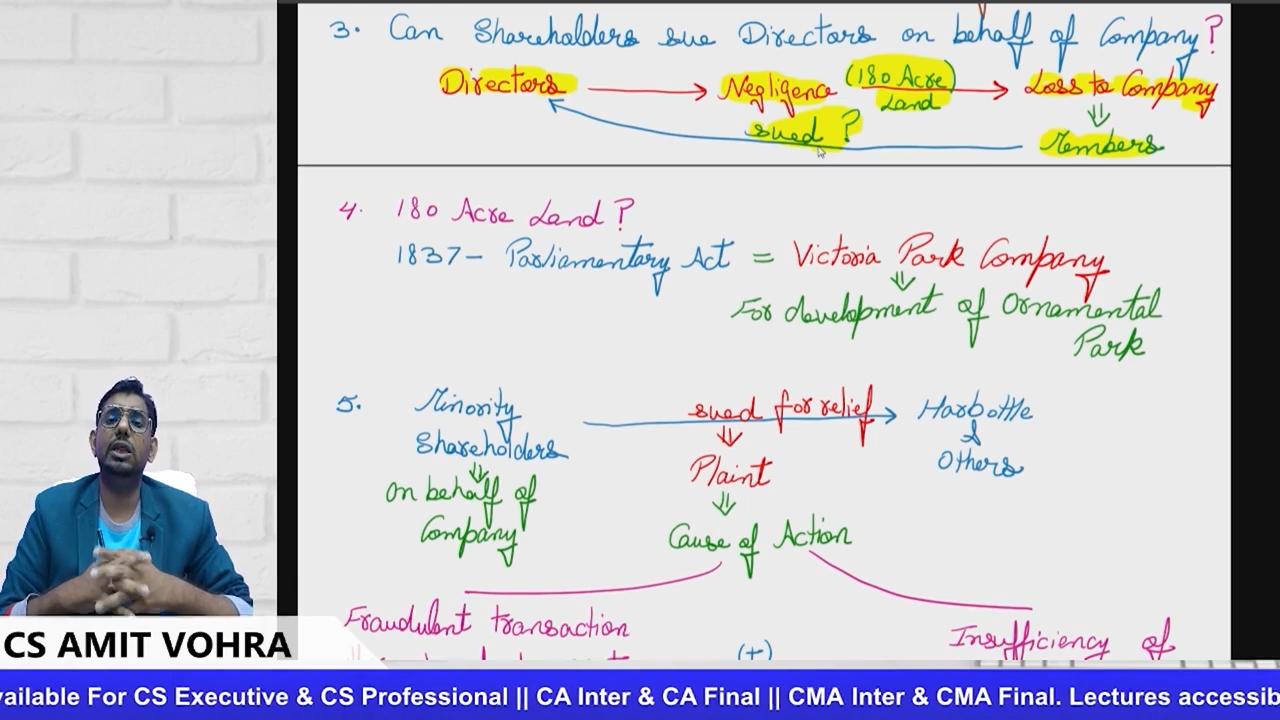 3. Can Shareholders sue Directors on behalf of Company?
Directors Negligence (180 Acre) Loss to Company
Land
sued ? Members
4. 180 Acre Land ?
1837 - Parliamentary Act = Victoria Park Company
For development of Ornamental
Park
5. Minority sued for relief Harbottle
Shareholders &
Plaint Others
On behalf of
Company Cause of Action
Fraudulent transaction Insufficiency of
(+)
CS AMIT VOHRA
vailable For CS Executive & CS Professional || CA Inter & CA Final || CMA Inter & CMA Final. Lectures accessib